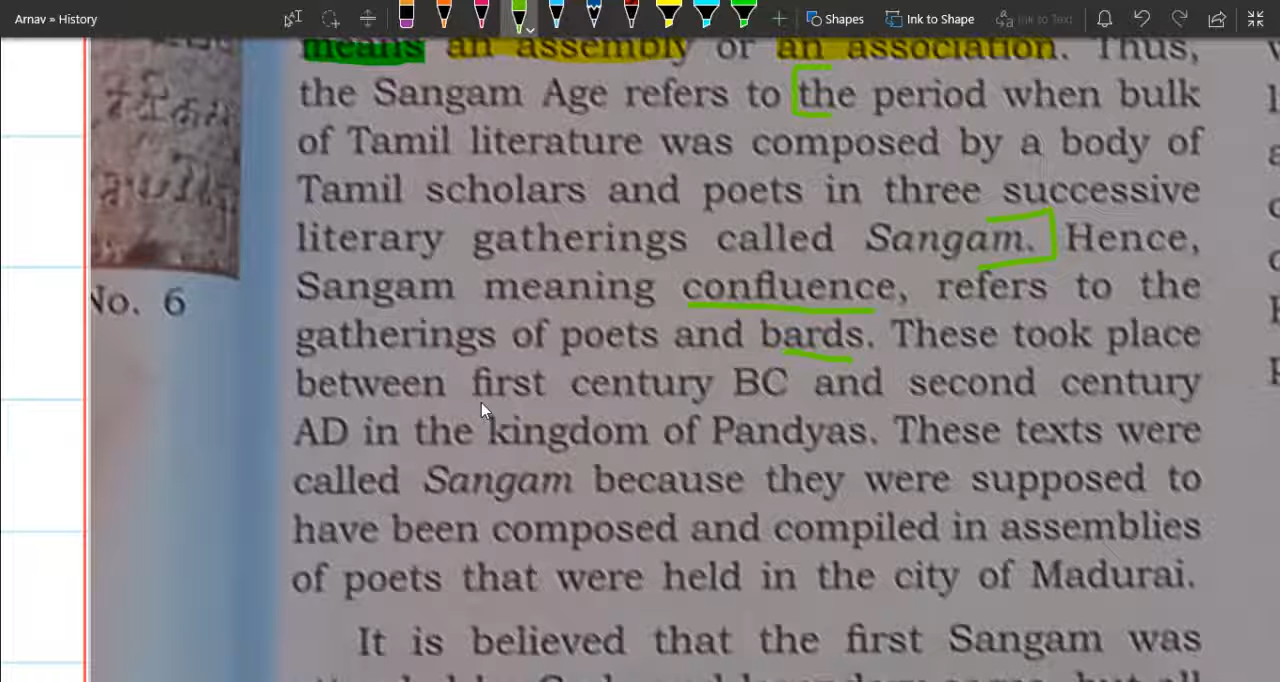 Arnav » History
Shapes
Ink to Shape
Ink to Text
means an assembly or an association. Thus,
the Sangam Age refers to the period when bulk
of Tamil literature was composed by a body of
Tamil scholars and poets in three successive
literary gatherings called Sangam. Hence,
Sangam meaning confluence, refers to the
gatherings of poets and bards. These took place
between first century BC and second century
AD in the kingdom of Pandyas. These texts were
called Sangam because they were supposed to
have been composed and compiled in assemblies
of poets that were held in the city of Madurai.
It is believed that the first Sangam was
No. 6